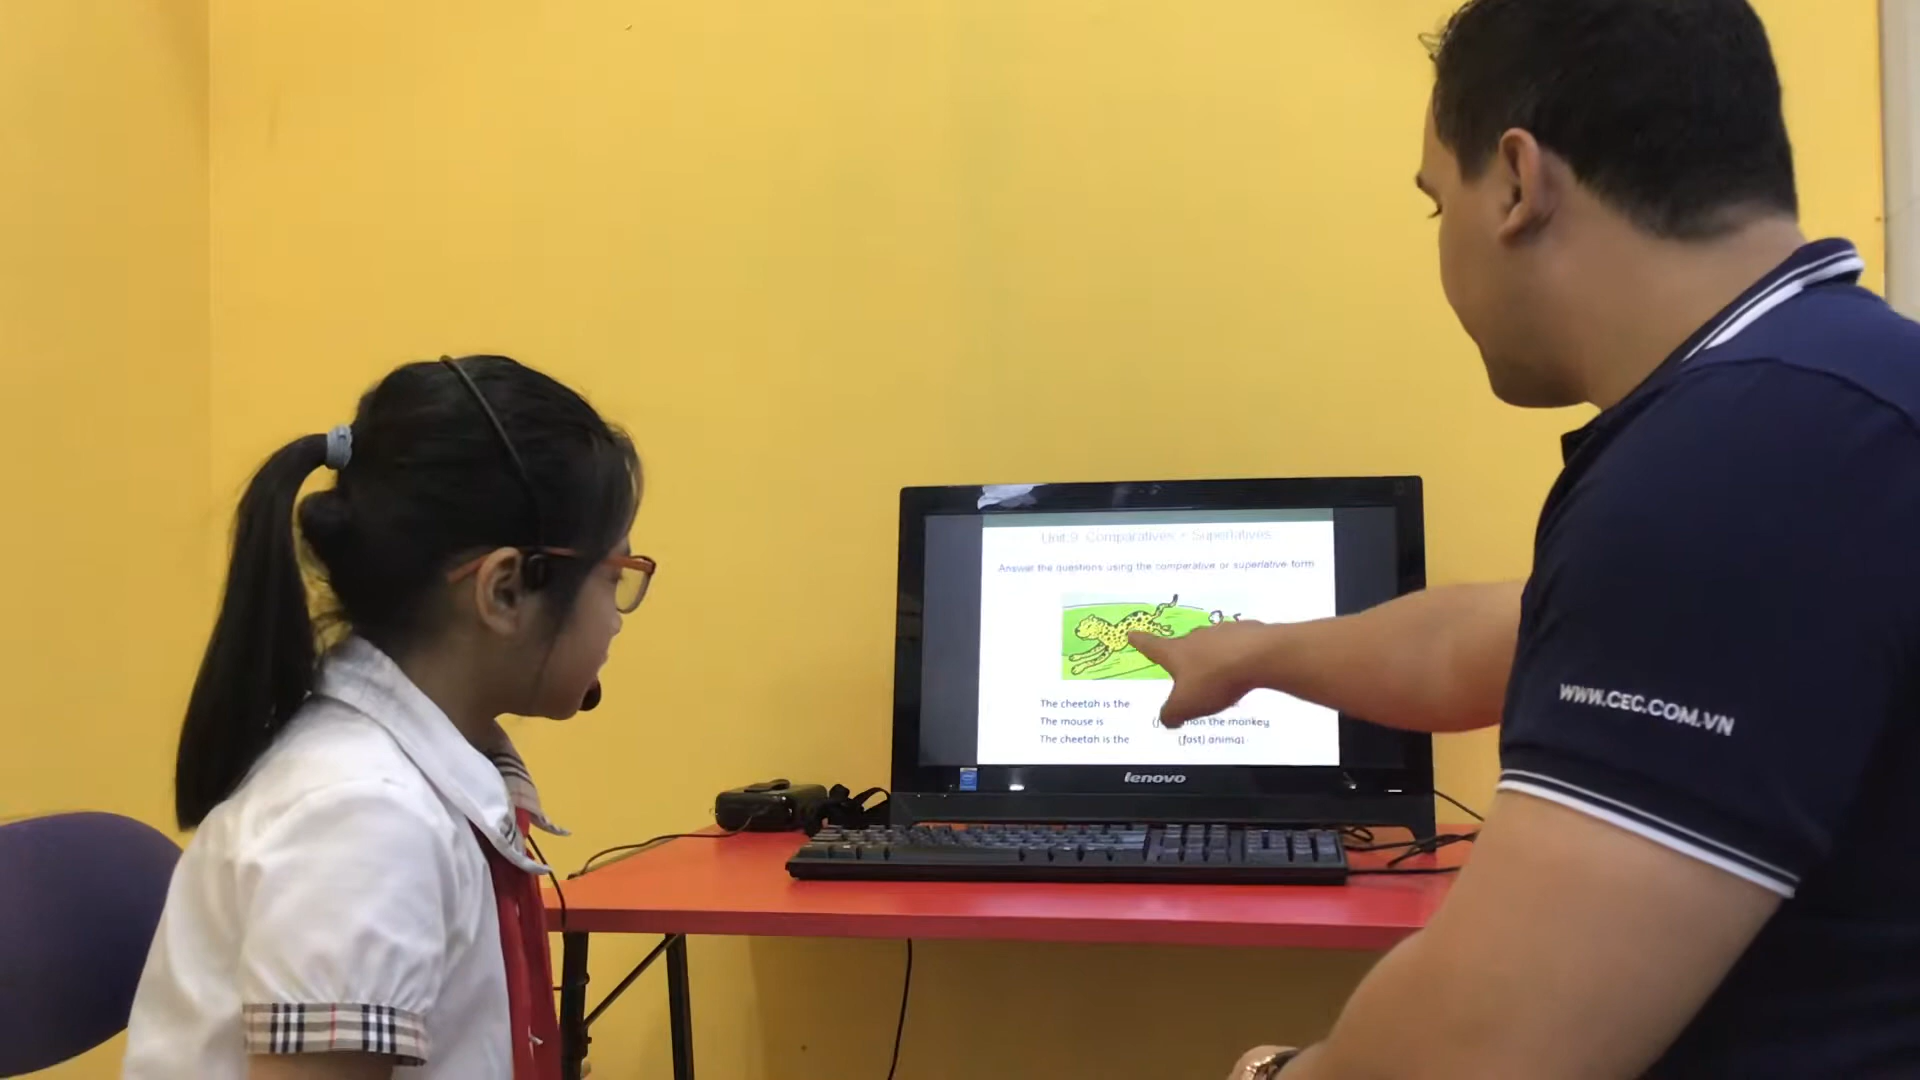 Unit 9: Comparatives + Superlatives
Answer the questions using the comparative or superlative form
The cheetah is the
The mouse is the monkey
The cheetah is the (fast) animal
lenovo
WWW.CEC.COM.VN